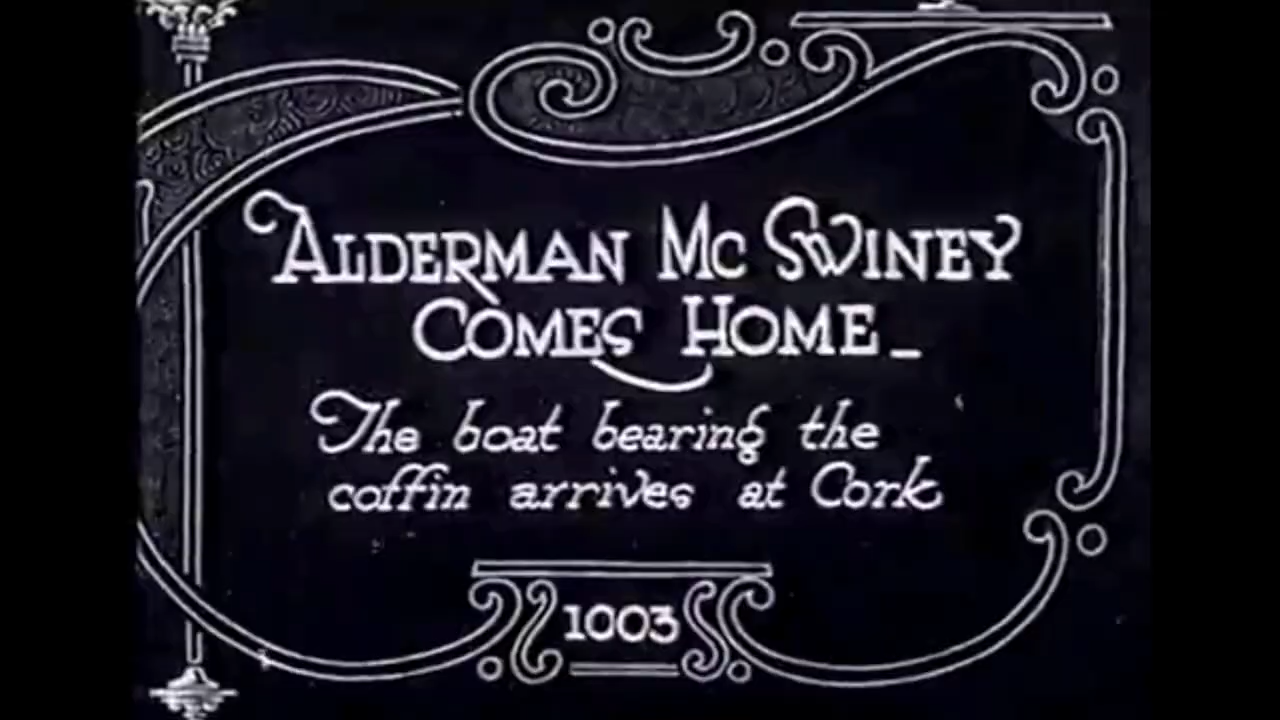 ALDERMAN MC SWINEY
COMES HOME_
The boat bearing the
coffin arrives at Cork
1003